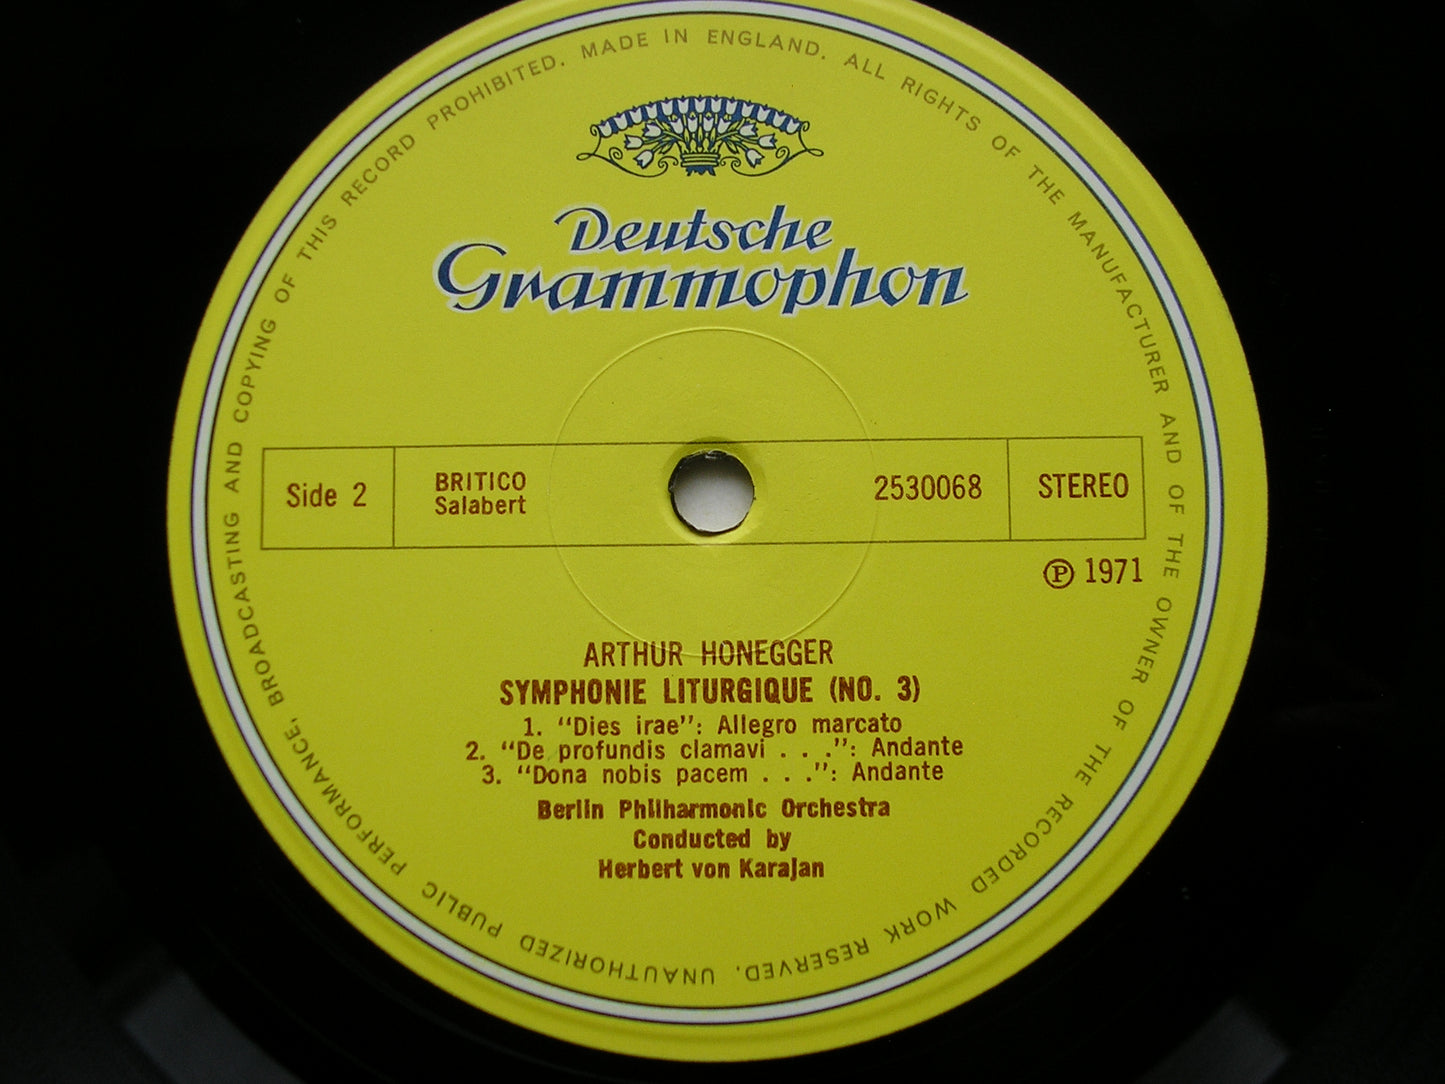 MADE IN ENGLAND. ALL RIGHTS OF THE MANUFACTURER AND OF THE OWNER OF THE RECORDED WORK RESERVED. UNAUTHORIZED PUBLIC PERFORMANCE, BROADCASTING AND COPYING OF THIS RECORD PROHIBITED.
Deutsche
Grammophon
Side 2
BRITICO
Salabert
2530068
STEREO
℗ 1971
ARTHUR HONEGGER
SYMPHONIE LITURGIQUE (NO. 3)
1. "Dies irae": Allegro marcato
2. "De profundis clamavi . . .": Andante
3. "Dona nobis pacem . . .": Andante
Berlin Philharmonic Orchestra
Conducted by
Herbert von Karajan